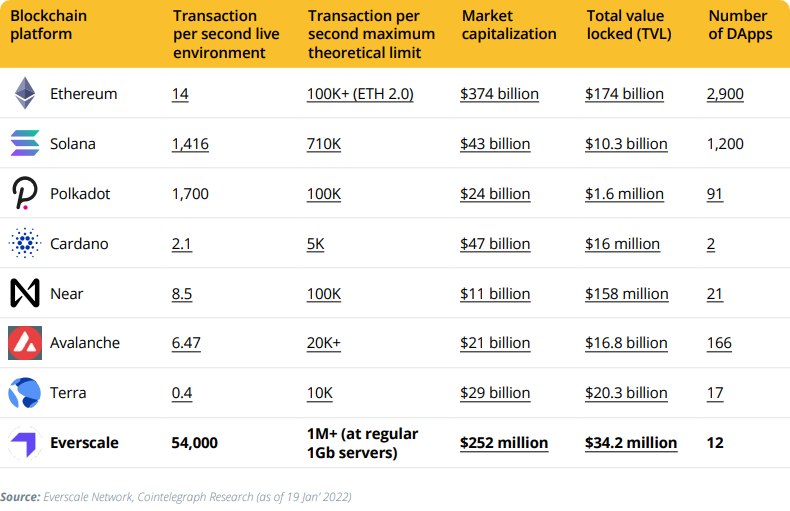 Blockchain platform Transaction per second live environment Transaction per second maximum theoretical limit Market capitalization Total value locked (TVL) Number of DApps
Ethereum 14 100K+ (ETH 2.0) $374 billion $174 billion 2,900
Solana 1,416 710K $43 billion $10.3 billion 1,200
Polkadot 1,700 100K $24 billion $1.6 million 91
Cardano 2.1 5K $47 billion $16 million 2
Near 8.5 100K $11 billion $158 million 21
Avalanche 6.47 20K+ $21 billion $16.8 billion 166
Terra 0.4 10K $29 billion $20.3 billion 17
Everscale 54,000 1M+ (at regular 1Gb servers) $252 million $34.2 million 12
Source: Everscale Network, Cointelegraph Research (as of 19 Jan’ 2022)